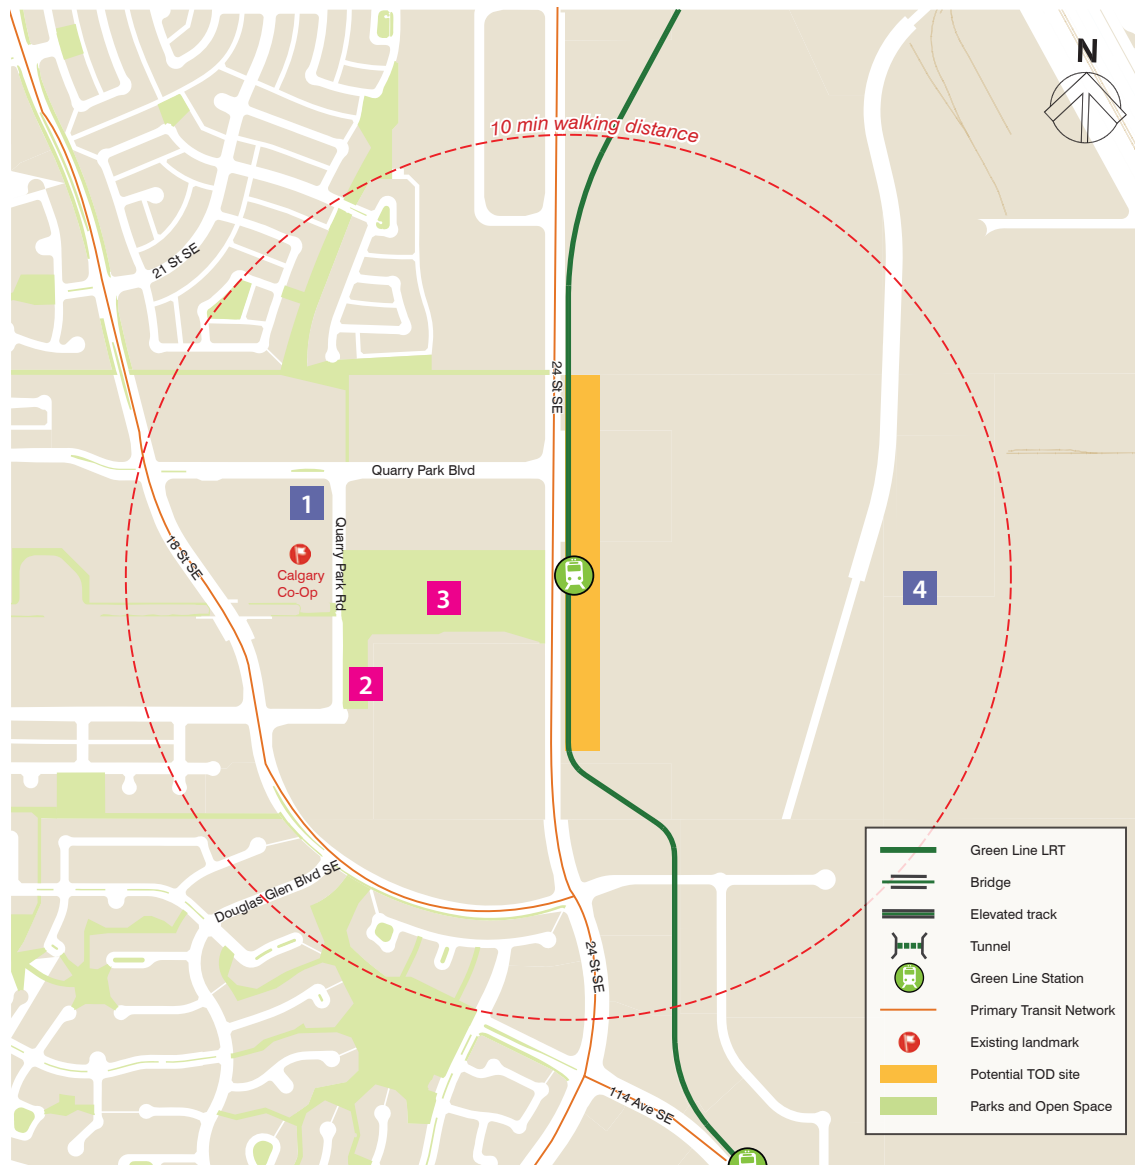 N
10 min walking distance
21 St SE
24 St SE
Quarry Park Blvd
1
Quarry Park Rd
18 St SE
Calgary
Co-Op
3
4
2
Douglas Glen Blvd SE
24 St SE
114 Ave SE
Green Line LRT
Bridge
Elevated track
Tunnel
Green Line Station
Primary Transit Network
Existing landmark
Potential TOD site
Parks and Open Space